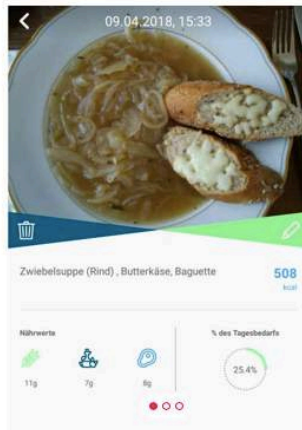 09.04.2018, 15:33
Zwiebelsuppe (Rind) , Butterkäse, Baguette
508
kcal
Nährwerte
% des Tagesbedarfs
11g
7g
8g
25.4%